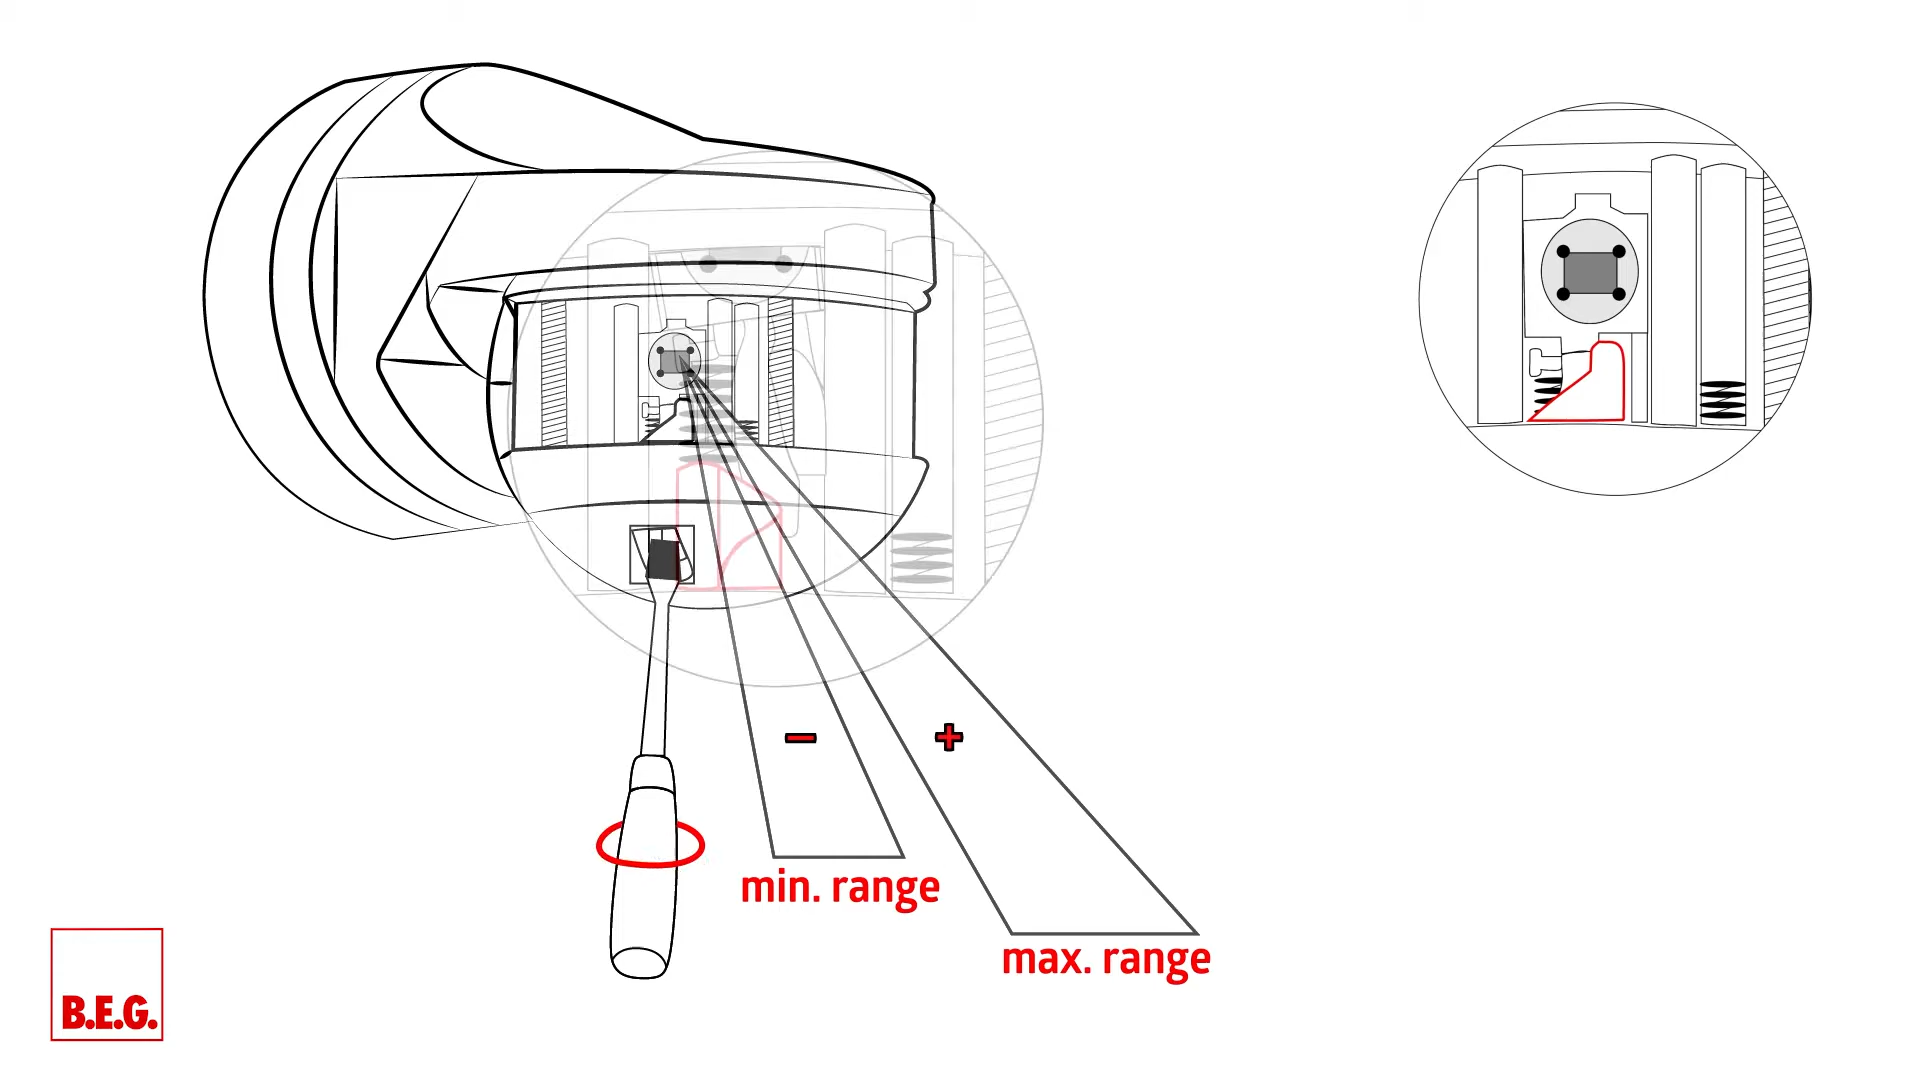 −
+
min. range
max. range
B.E.G.